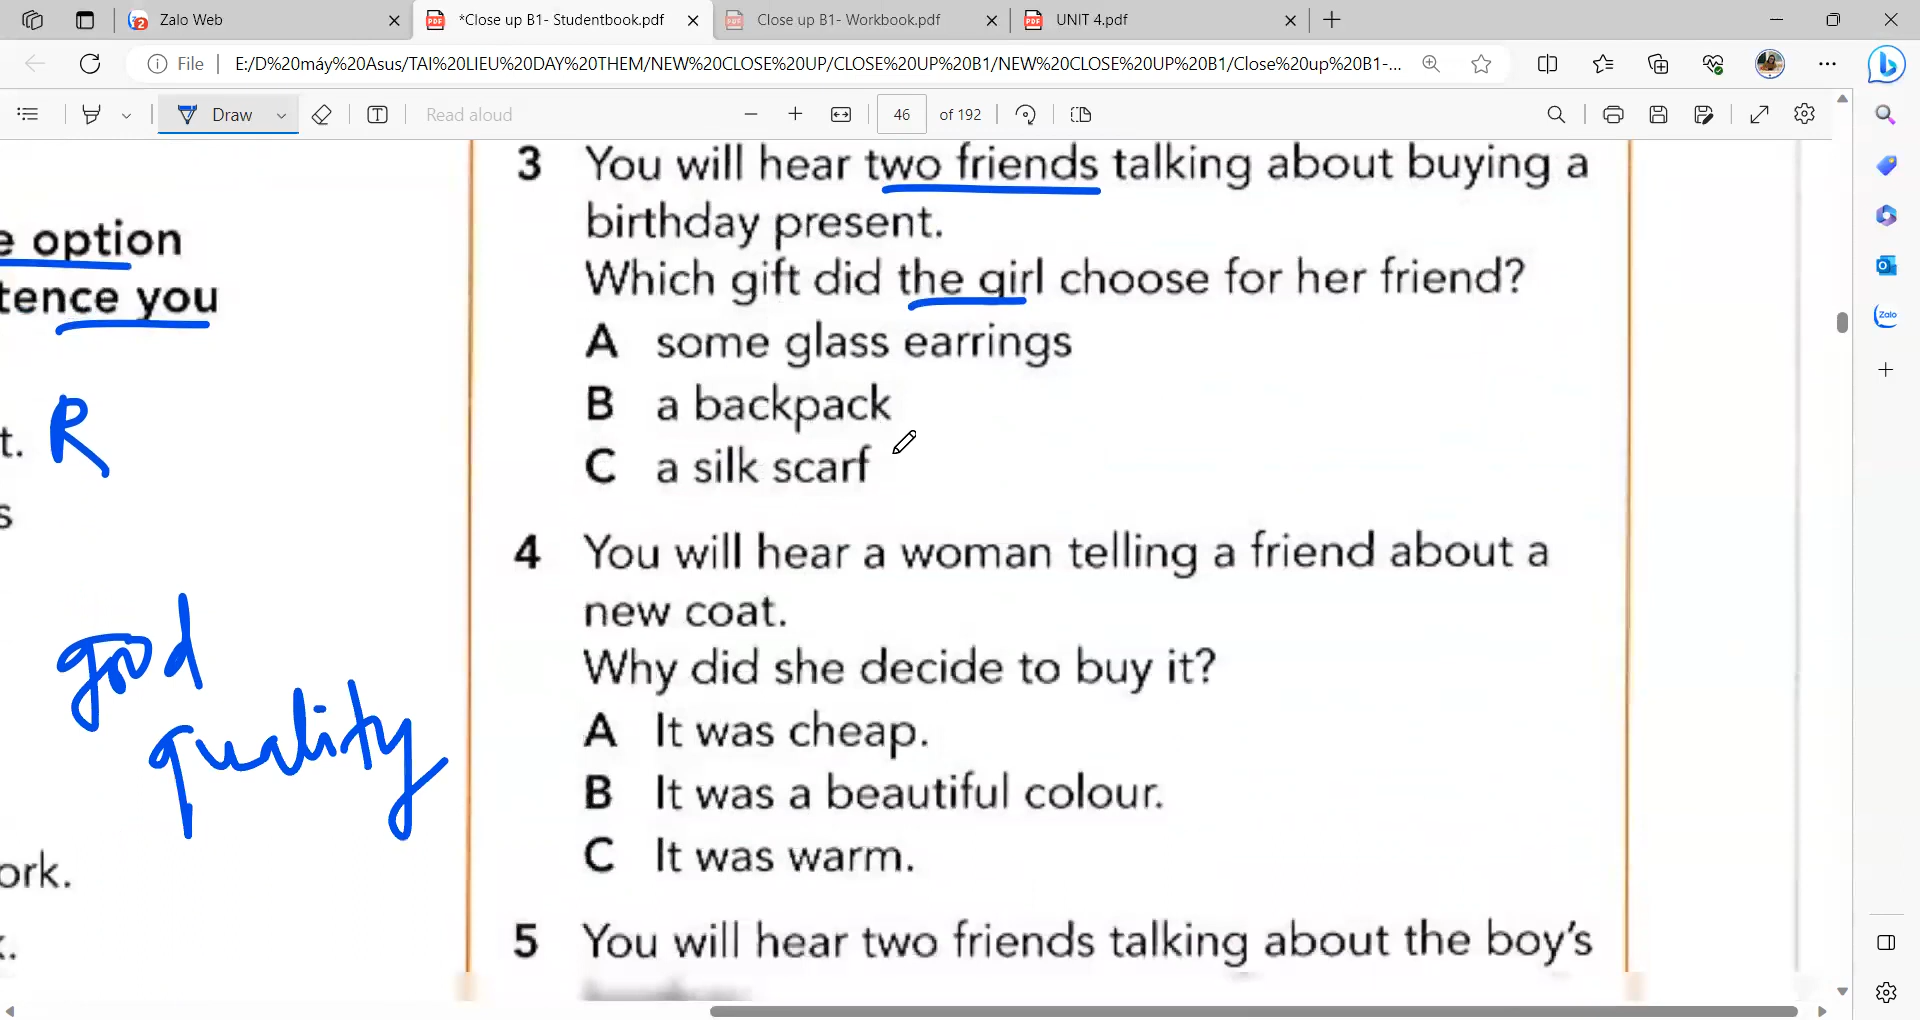 Zalo Web
*Close up B1- Studentbook.pdf
Close up B1- Workbook.pdf
UNIT 4.pdf
File
E:/D%20máy%20Asus/TAI%20LIEU%20DAY%20THEM/NEW%20CLOSE%20UP/CLOSE%20UP%20B1/NEW%20CLOSE%20UP%20B1/Close%20up%20B1-...
Draw
Read aloud
46
of 192
e option
tence you
t.
R
s
good
quality
ork.
3 You will hear two friends talking about buying a
birthday present.
Which gift did the girl choose for her friend?
A some glass earrings
B a backpack
C a silk scarf
4 You will hear a woman telling a friend about a
new coat.
Why did she decide to buy it?
A It was cheap.
B It was a beautiful colour.
C It was warm.
5 You will hear two friends talking about the boy's
Zalo